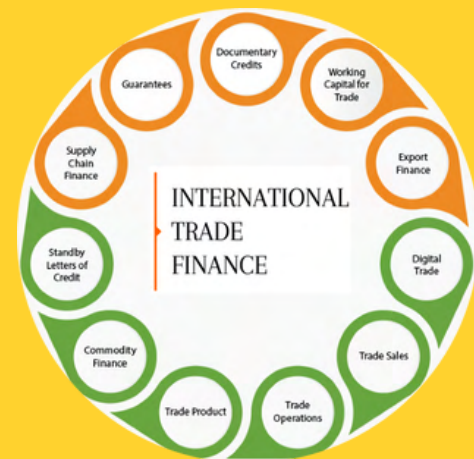 Documentary
Credits
Working
Capital for
Trade
Export
Finance
Digital
Trade
Trade Sales
Trade
Operations
Trade Product
Commodity
Finance
Standby
Letters of
Credit
Supply
Chain
Finance
Guarantees
INTERNATIONAL
TRADE
FINANCE